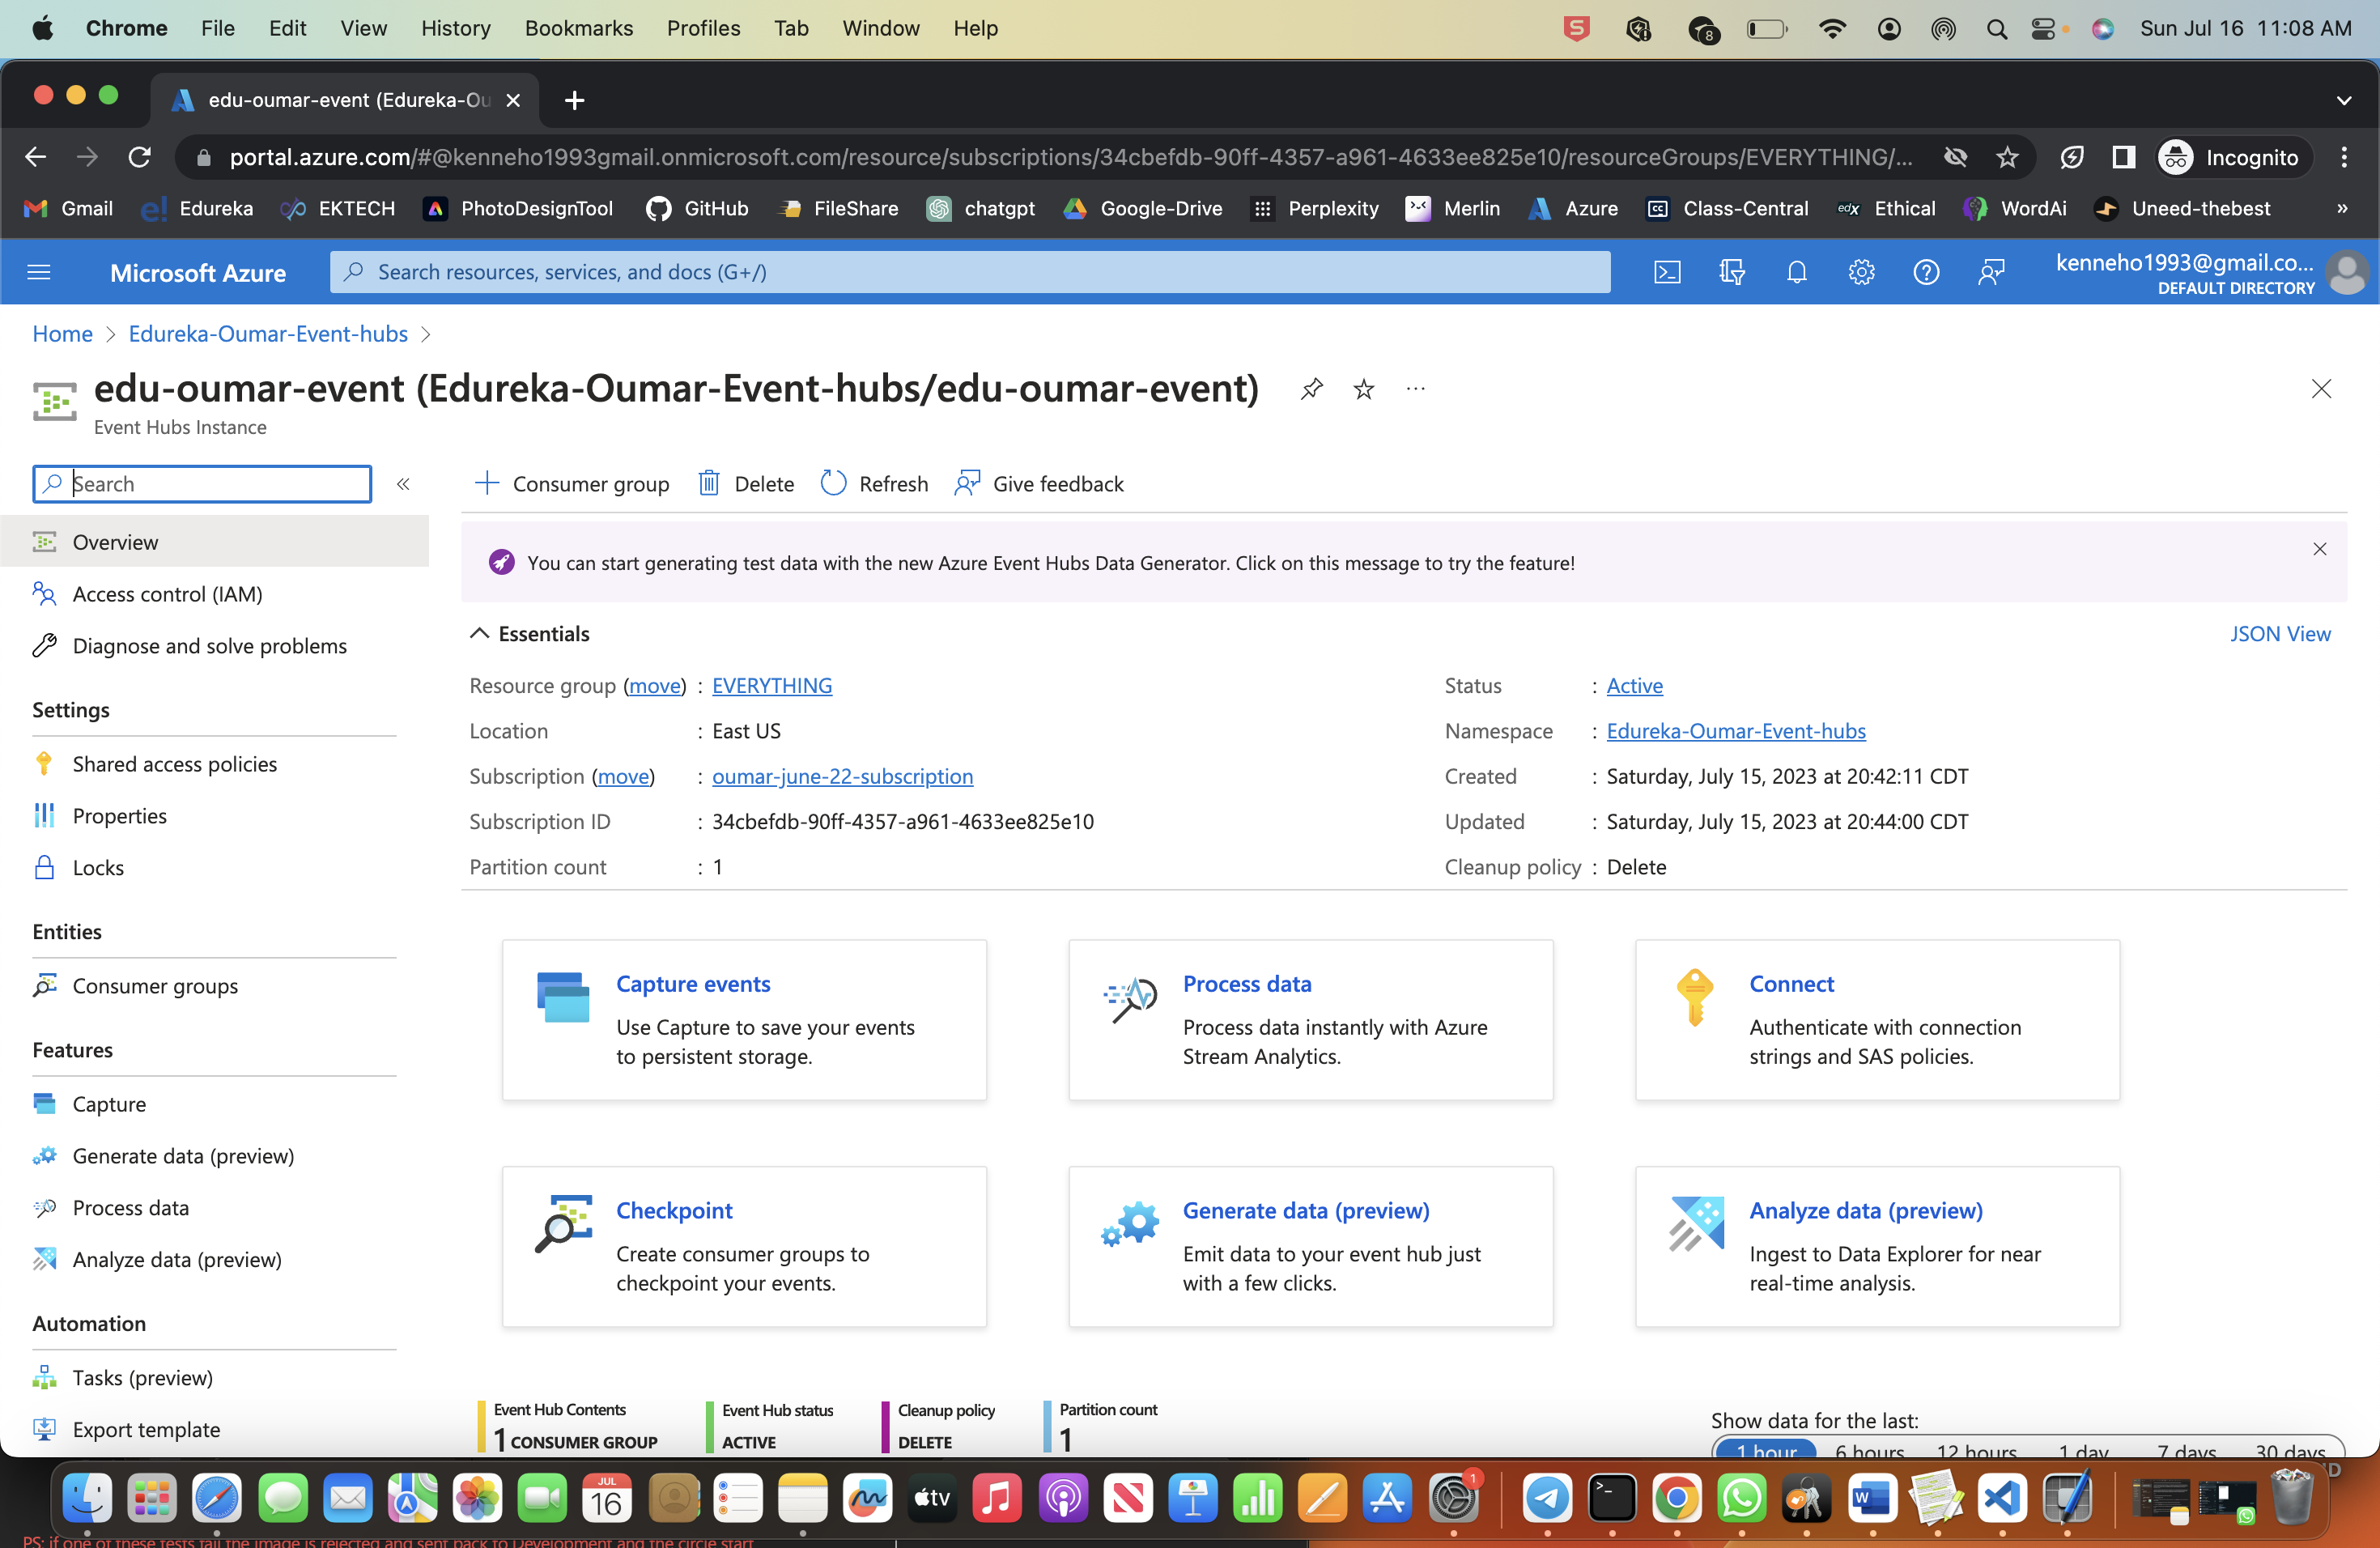 Chrome File Edit View History Bookmarks Profiles Tab Window Help 8 Sun Jul 16 11:08 AM
edu-oumar-event (Edureka-Ou
portal.azure.com/#@kenneho1993gmail.onmicrosoft.com/resource/subscriptions/34cbefdb-90ff-4357-a961-4633ee825e10/resourceGroups/EVERYTHING/... Incognito
Gmail Edureka EKTECH PhotoDesignTool GitHub FileShare chatgpt Google-Drive Perplexity Merlin Azure Class-Central Ethical WordAi Uneed-thebest »
Microsoft Azure Search resources, services, and docs (G+/) kenneho1993@gmail.co...
DEFAULT DIRECTORY
Home > Edureka-Oumar-Event-hubs >
edu-oumar-event (Edureka-Oumar-Event-hubs/edu-oumar-event) ...
Event Hubs Instance
Search «
Consumer group Delete Refresh Give feedback
You can start generating test data with the new Azure Event Hubs Data Generator. Click on this message to try the feature!
Overview
Access control (IAM)
Diagnose and solve problems
Settings
Shared access policies
Properties
Locks
Entities
Consumer groups
Features
Capture
Generate data (preview)
Process data
Analyze data (preview)
Automation
Tasks (preview)
Export template
Essentials
JSON View
Resource group (move) : EVERYTHING
Location : East US
Subscription (move) : oumar-june-22-subscription
Subscription ID : 34cbefdb-90ff-4357-a961-4633ee825e10
Partition count : 1
Status : Active
Namespace : Edureka-Oumar-Event-hubs
Created : Saturday, July 15, 2023 at 20:42:11 CDT
Updated : Saturday, July 15, 2023 at 20:44:00 CDT
Cleanup policy : Delete
Capture events
Use Capture to save your events
to persistent storage.
Process data
Process data instantly with Azure
Stream Analytics.
Connect
Authenticate with connection
strings and SAS policies.
Checkpoint
Create consumer groups to
checkpoint your events.
Generate data (preview)
Emit data to your event hub just
with a few clicks.
Analyze data (preview)
Ingest to Data Explorer for near
real-time analysis.
Event Hub Contents
1 CONSUMER GROUP
Event Hub status
ACTIVE
Cleanup policy
DELETE
Partition count
1
Show data for the last:
1 hour 6 hours 12 hours 1 day 7 days 30 days
JUL
16
tv
1
W
PS: if one of these tests fail the image is rejected and sent back to Development and the circle start